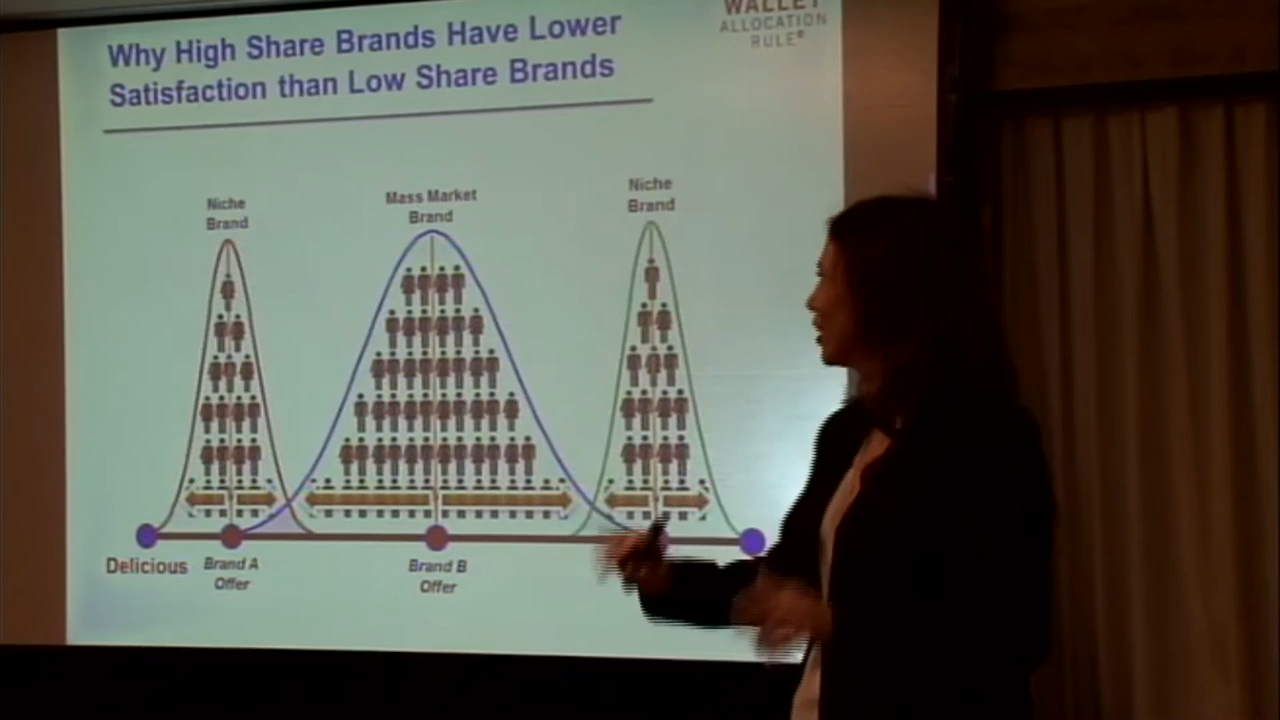 WALLET
ALLOCATION
RULE®
Why High Share Brands Have Lower
Satisfaction than Low Share Brands
Niche
Brand
Mass Market
Brand
Niche
Brand
Delicious
Brand A
Offer
Brand B
Offer